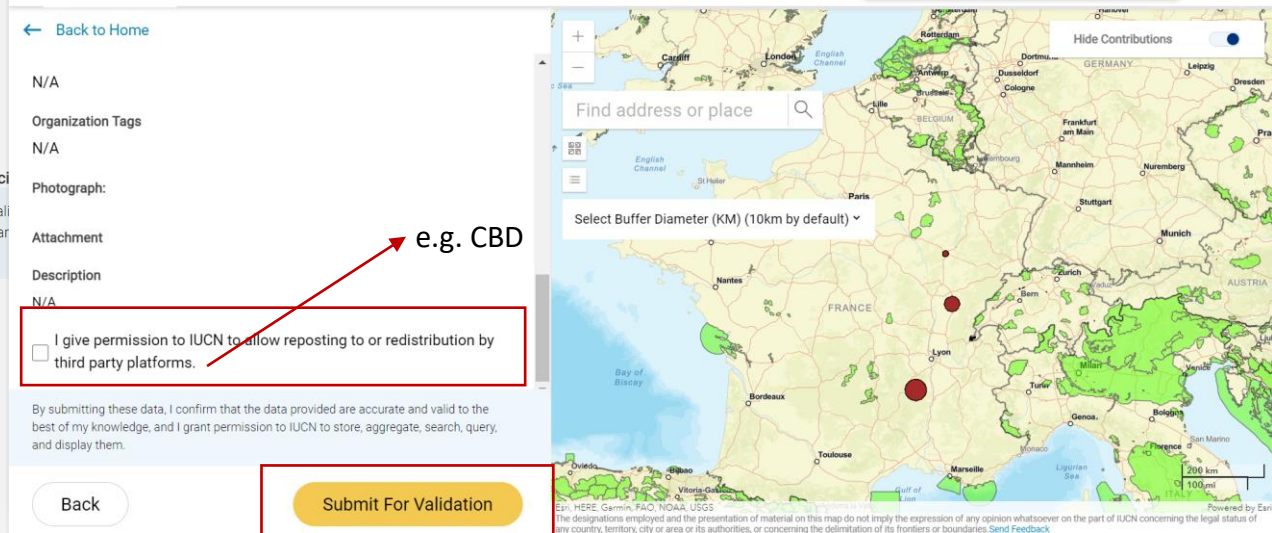 ← Back to Home
N/A
Organization Tags
N/A
Photograph:
Attachment
e.g. CBD
Description
N/A
I give permission to IUCN to allow reposting to or redistribution by
third party platforms.
By submitting these data, I confirm that the data provided are accurate and valid to the
best of my knowledge, and I grant permission to IUCN to store, aggregate, search, query,
and display them.
Back
Submit For Validation
Hide Contributions
Find address or place
Select Buffer Diameter (KM) (10km by default)
Rotterdam
Hanover
Cardiff
London
English
Channel
Antwerp
Dusseldorf
Cologne
GERMANY
Leipzig
Dresden
Brussels
Lille
BELGIUM
Frankfurt
am Main
English
Channel
St Helier
Mannheim
Nuremberg
Paris
Stuttgart
Munich
Nantes
Zurich
Vaduz
Bern
AUSTRIA
FRANCE
Lyon
Bay of
Biscay
Milan
Venice
Turin
Bordeaux
Genoa
Bologna
Florence
San Marino
Toulouse
Monaco
Marseille
Ligurian
Sea
Oviedo
Bilbao
Vitoria-Gasteiz
Gulf of
Lion
ITALY
200 km
100 mi
Esri, HERE, Garmin, FAO, NOAA, USGS
Powered by Esri
The designations employed and the presentation of material on this map do not imply the expression of any opinion whatsoever on the part of IUCN concerning the legal status of
any country, territory, city or area or its authorities, or concerning the delimitation of its frontiers or boundaries. Send Feedback